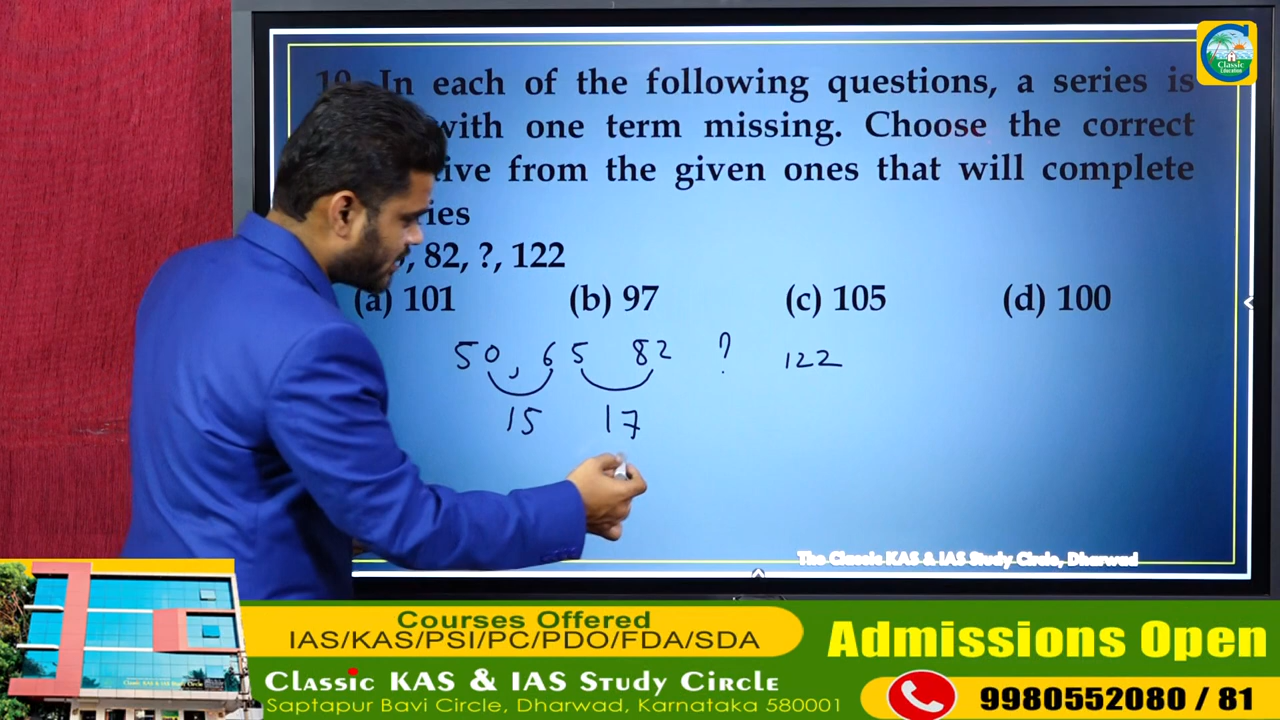 In each of the following questions, a series is
with one term missing. Choose the correct
from the given ones that will complete
, 82, ?, 122
(a) 101 (b) 97 (c) 105 (d) 100
50, 65 82 ? 122
15 17
Classic
Education
The Classic KAS & IAS Study Circle, Dharwad
Courses Offered
IAS/KAS/PSI/PC/PDO/FDA/SDA
Admissions Open
Classic KAS & IAS Study Circle
Saptapur Bavi Circle, Dharwad, Karnataka 580001
9980552080 / 81